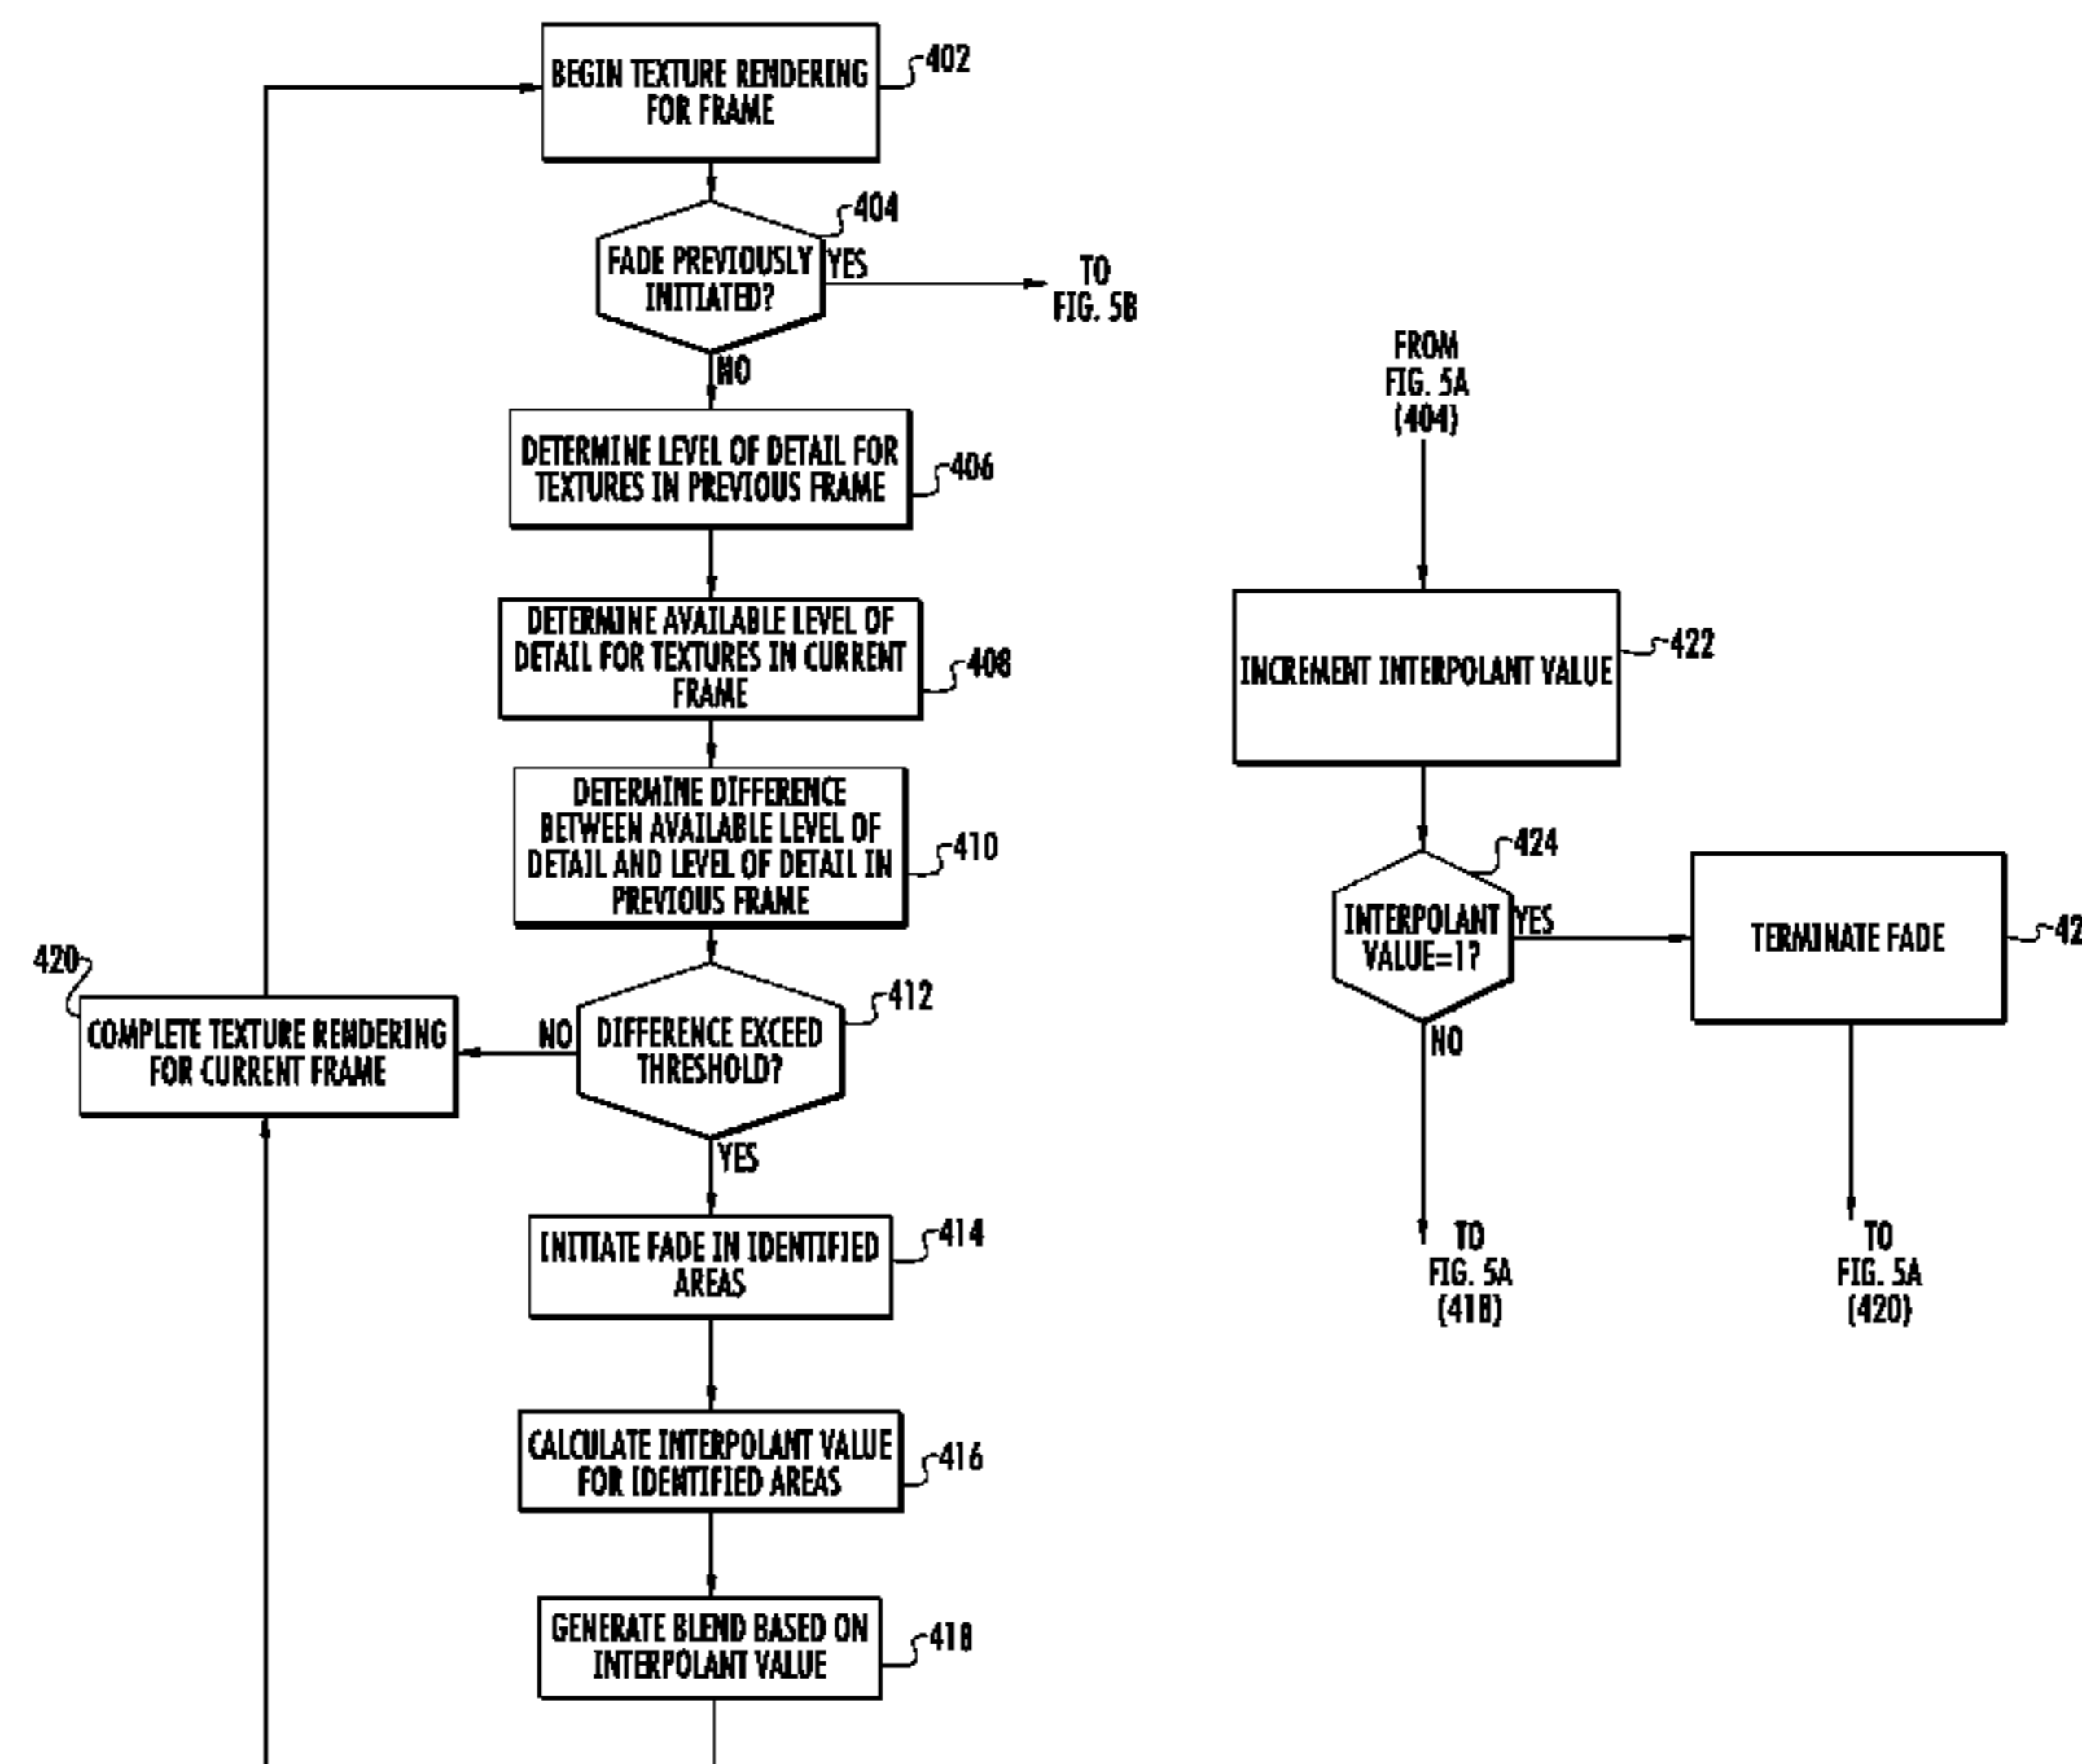 BEGIN TEXTURE RENDERING
FOR FRAME
402
FADE PREVIOUSLY
INITIATED?
404
YES
TO
FIG. 5B
NO
DETERMINE LEVEL OF DETAIL FOR
TEXTURES IN PREVIOUS FRAME
406
DETERMINE AVAILABLE LEVEL OF
DETAIL FOR TEXTURES IN CURRENT
FRAME
408
DETERMINE DIFFERENCE
BETWEEN AVAILABLE LEVEL OF
DETAIL AND LEVEL OF DETAIL IN
PREVIOUS FRAME
410
DIFFERENCE EXCEED
THRESHOLD?
412
NO
420
COMPLETE TEXTURE RENDERING
FOR CURRENT FRAME
YES
INITIATE FADE IN IDENTIFIED
AREAS
414
CALCULATE INTERPOLANT VALUE
FOR IDENTIFIED AREAS
416
GENERATE BLEND BASED ON
INTERPOLANT VALUE
418
FROM
FIG. 5A
(404)
INCREMENT INTERPOLANT VALUE
422
INTERPOLANT
VALUE=1?
424
YES
TERMINATE FADE
NO
TO
FIG. 5A
(418)
TO
FIG. 5A
(420)